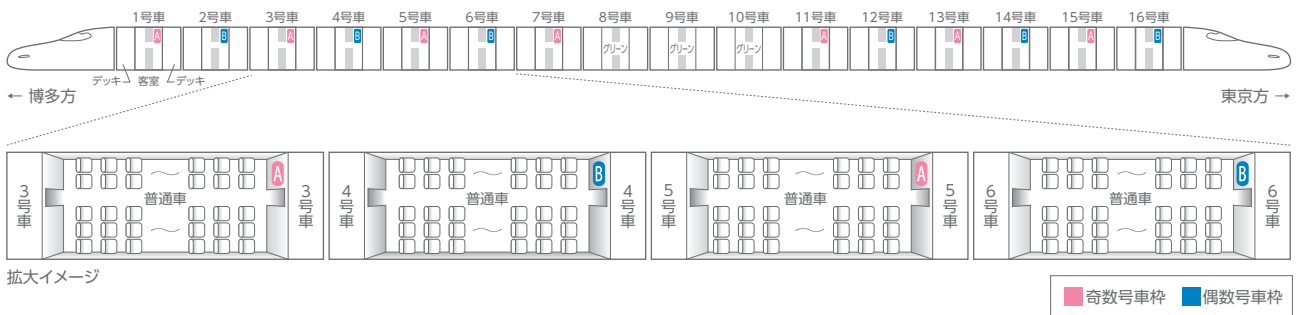 1号車 2号車 3号車 4号車 5号車 6号車 7号車 8号車 9号車 10号車 11号車 12号車 13号車 14号車 15号車 16号車
A B A B A B A グリーン グリーン グリーン A B A B A B
デッキ 客室 デッキ
← 博多方
東京方 →
3号車 普通車 A 3号車
4号車 普通車 B 4号車
5号車 普通車 A 5号車
6号車 普通車 B 6号車
拡大イメージ
奇数号車枠 偶数号車枠